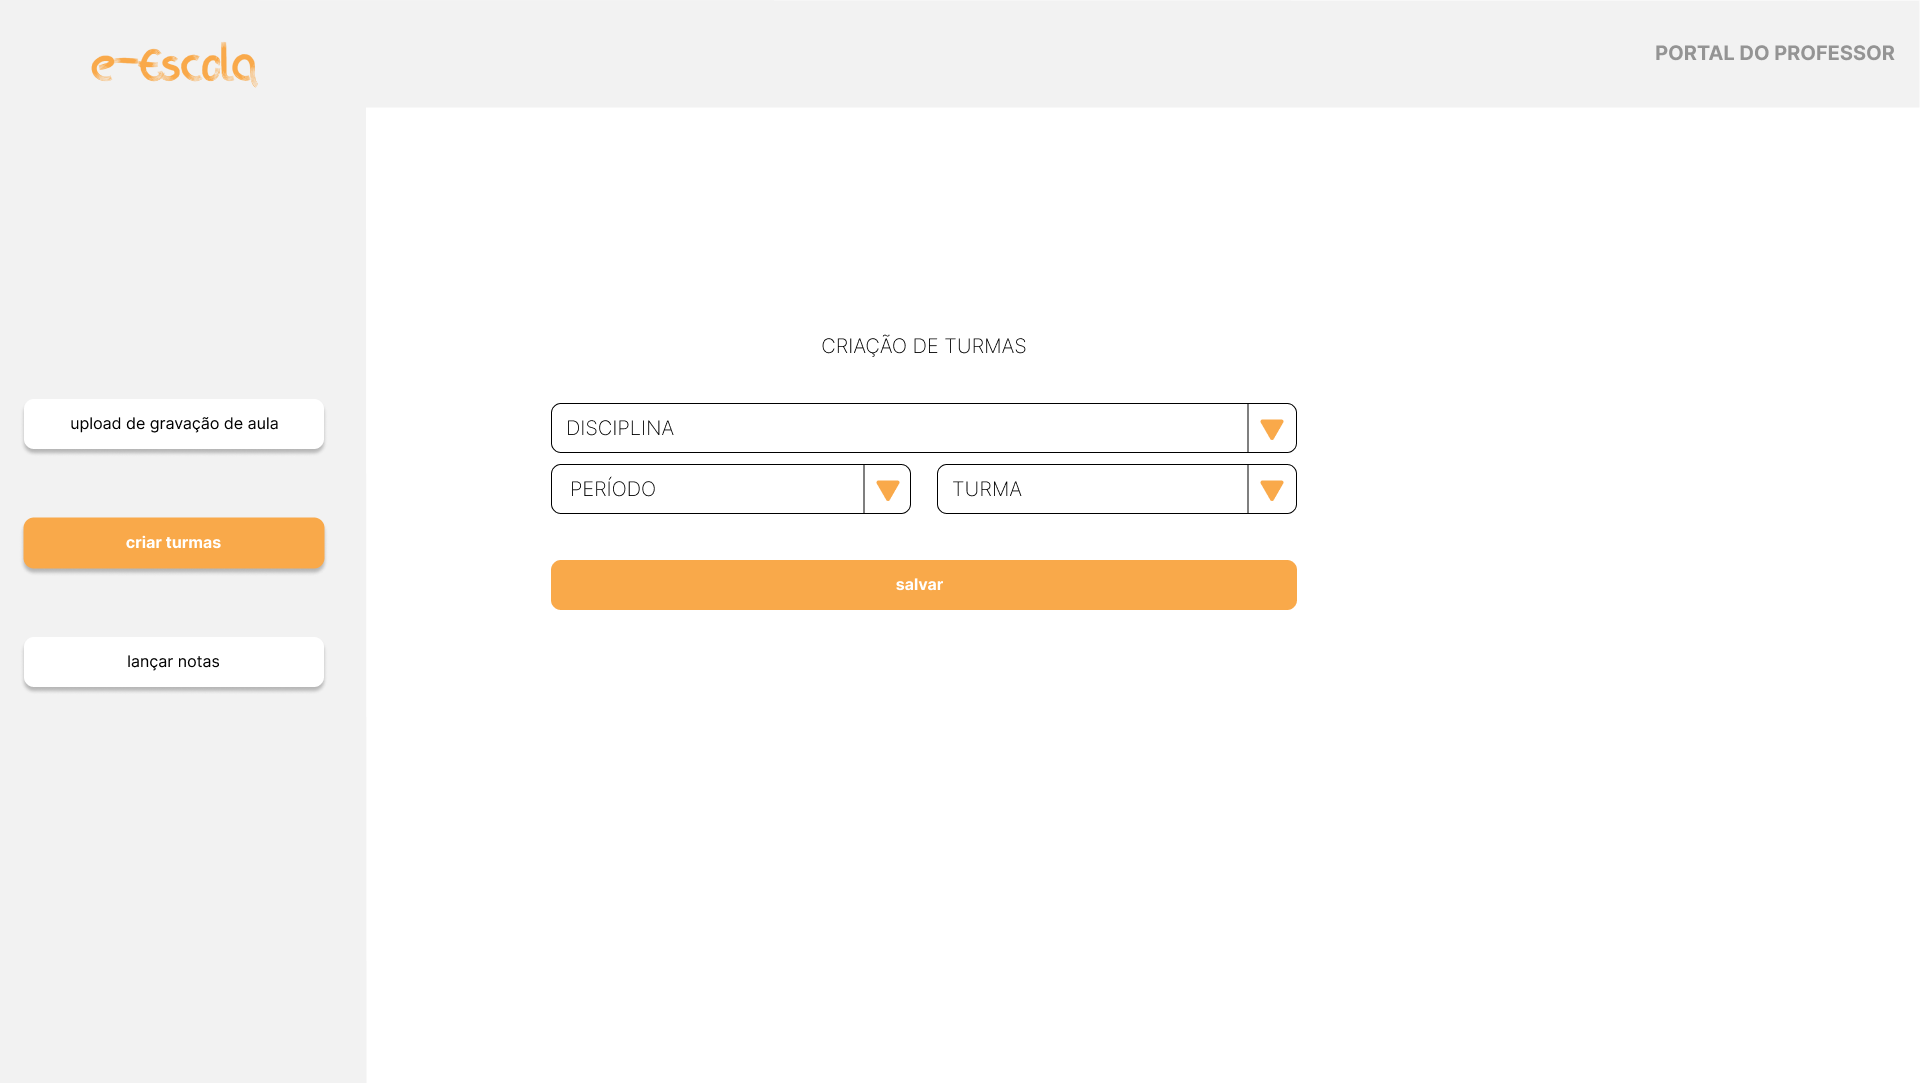 e-Escola
PORTAL DO PROFESSOR
CRIAÇÃO DE TURMAS
upload de gravação de aula
DISCIPLINA
PERÍODO
TURMA
criar turmas
salvar
lançar notas